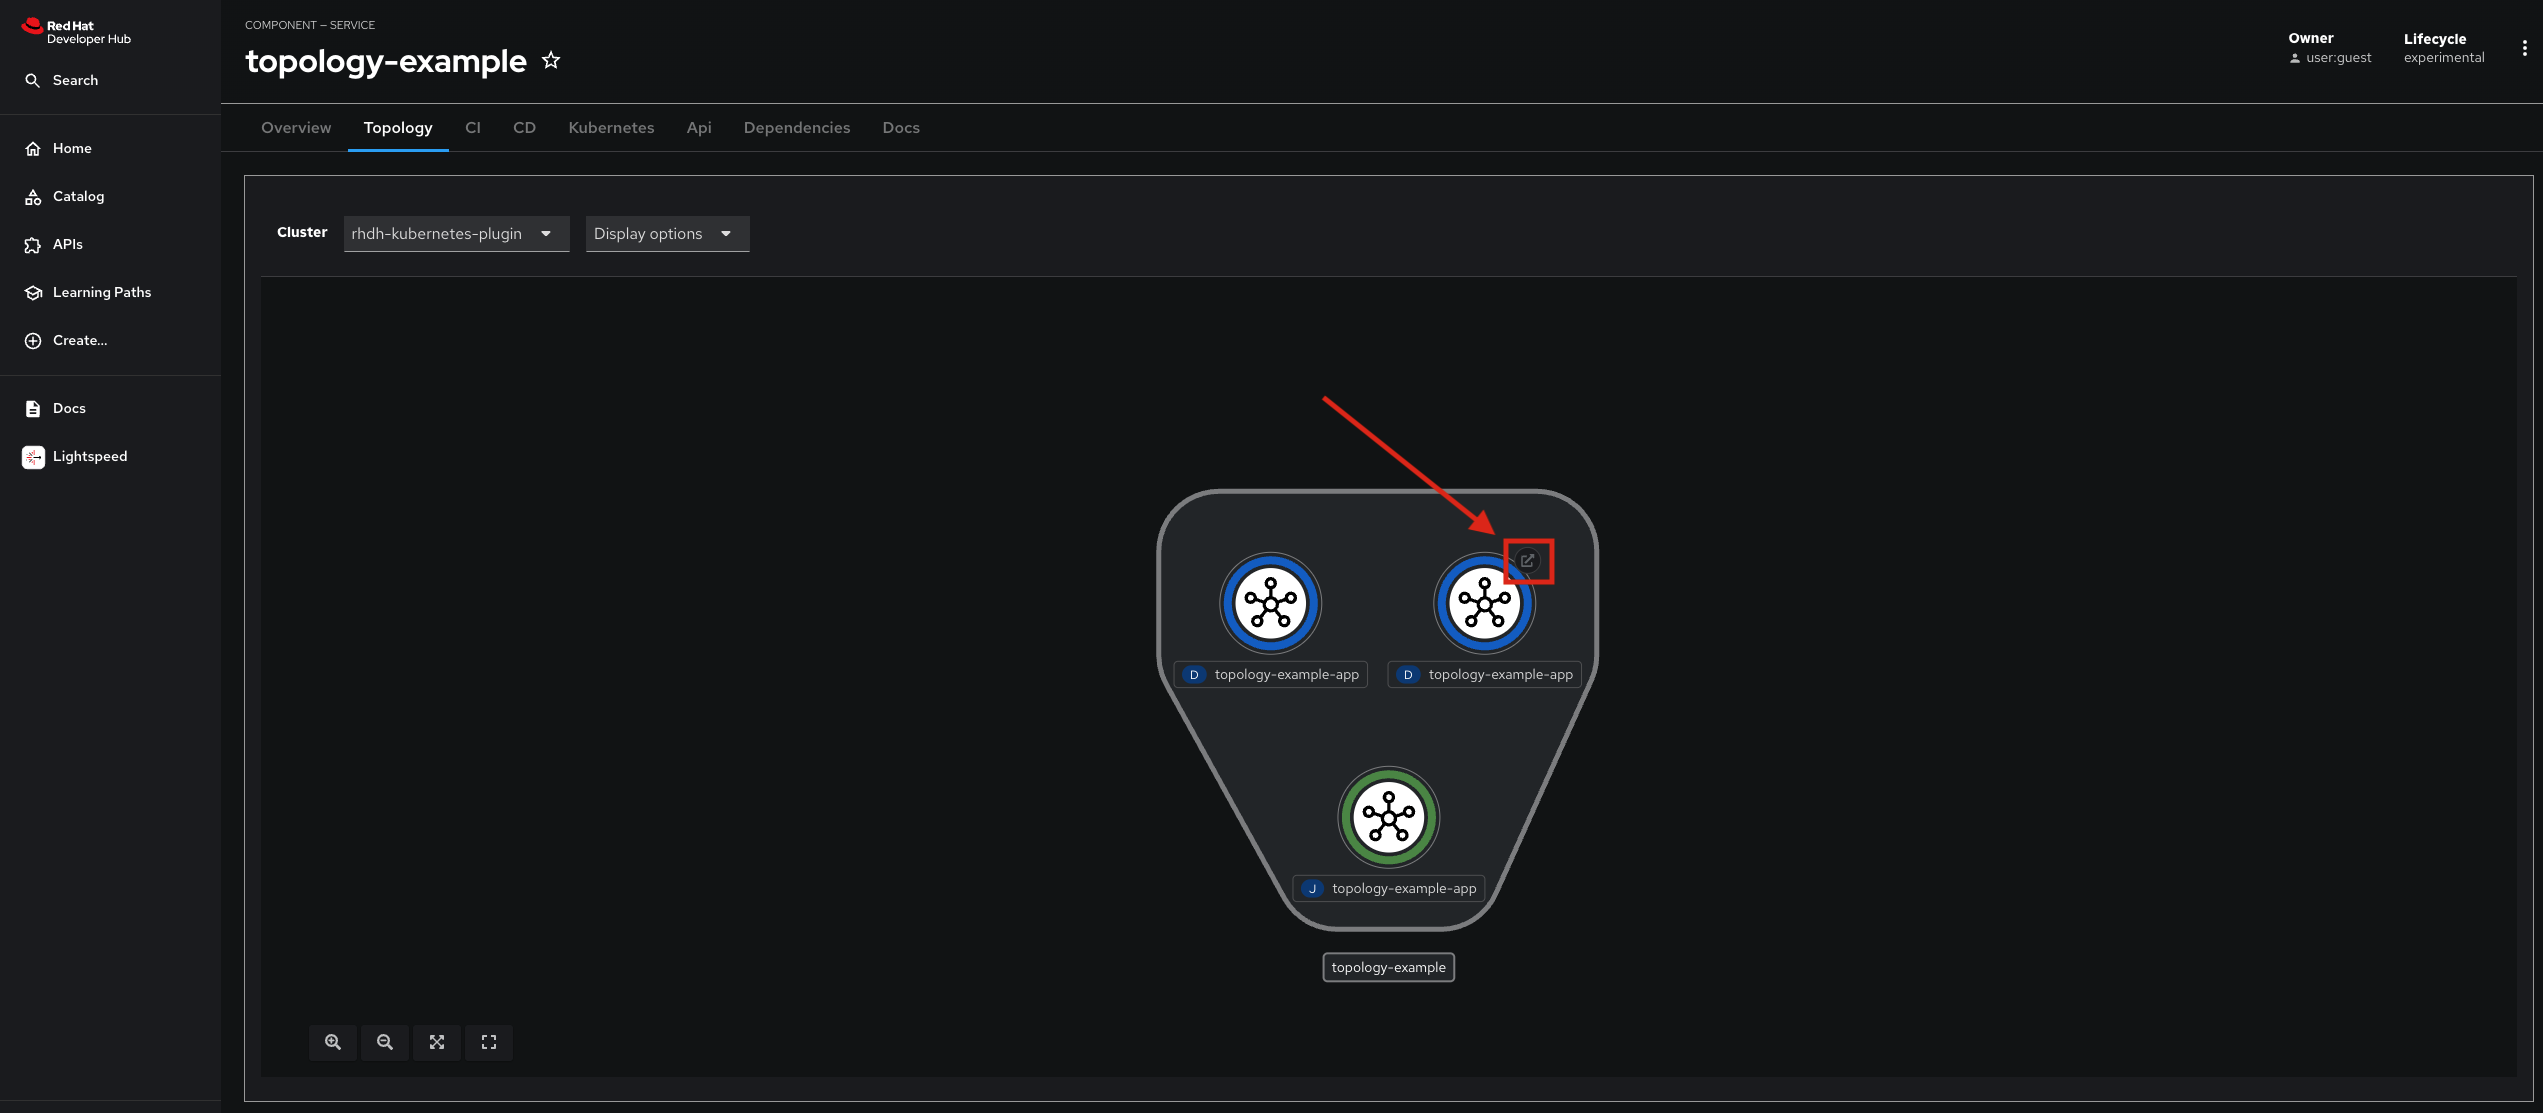 Red Hat
Developer Hub
Search
Home
Catalog
APIs
Learning Paths
Create...
Docs
Lightspeed
COMPONENT — SERVICE
topology-example
Owner
user:guest
Lifecycle
experimental
Overview
Topology
CI
CD
Kubernetes
Api
Dependencies
Docs
Cluster
rhdh-kubernetes-plugin
Display options
D topology-example-app
D topology-example-app
J topology-example-app
topology-example